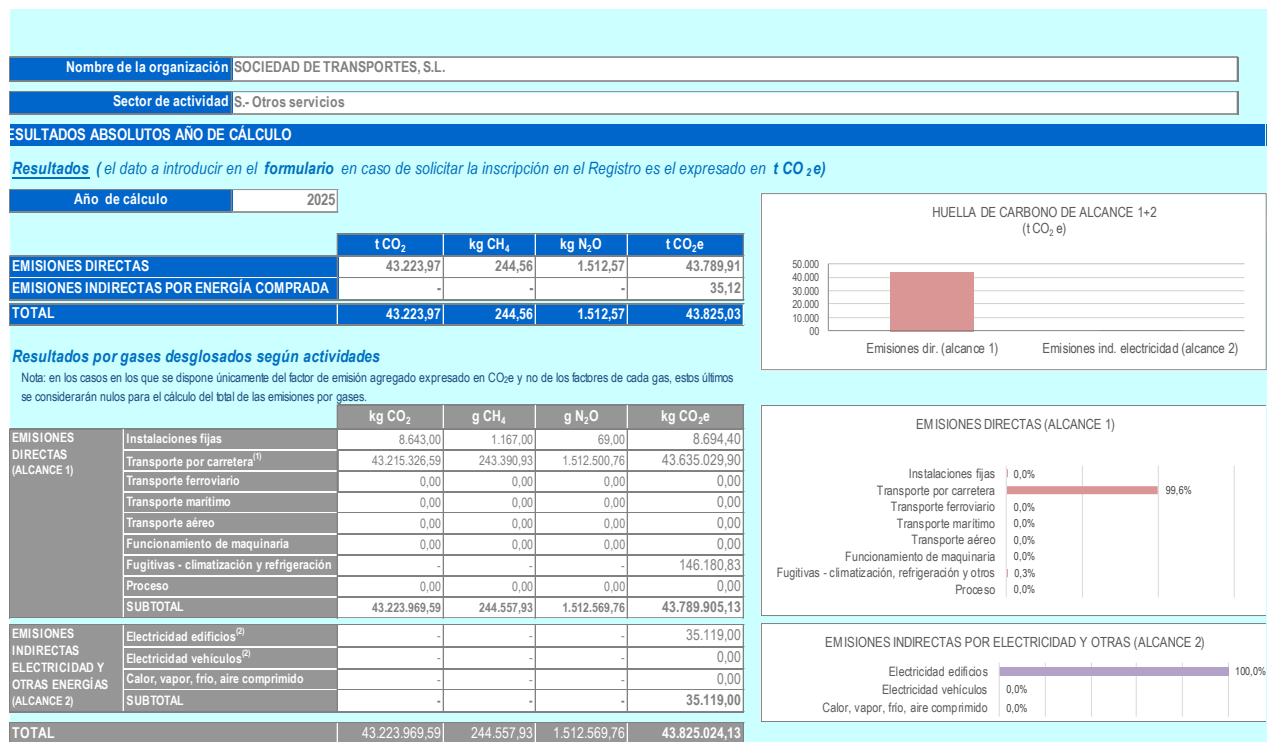 Nombre de la organización SOCIEDAD DE TRANSPORTES, S.L.
Sector de actividad S.- Otros servicios
ESULTADOS ABSOLUTOS AÑO DE CÁLCULO
Resultados ( el dato a introducir en el formulario en caso de solicitar la inscripción en el Registro es el expresado en t CO₂e)
Año de cálculo 2025
t CO₂ kg CH₄ kg N₂O t CO₂e
EMISIONES DIRECTAS 43.223,97 244,56 1.512,57 43.789,91
EMISIONES INDIRECTAS POR ENERGÍA COMPRADA - - - 35,12
TOTAL 43.223,97 244,56 1.512,57 43.825,03
HUELLA DE CARBONO DE ALCANCE 1+2
(t CO₂ e)
50.000
40.000
30.000
20.000
10.000
00
Emisiones dir. (alcance 1) Emisiones ind. electricidad (alcance 2)
Resultados por gases desglosados según actividades
Nota: en los casos en los que se dispone únicamente del factor de emisión agregado expresado en CO₂e y no de los factores de cada gas, estos últimos
se considerarán nulos para el cálculo del total de las emisiones por gases.
kg CO₂ g CH₄ g N₂O kg CO₂e
EMISIONES
DIRECTAS
(ALCANCE 1)
Instalaciones fijas 8.643,00 1.167,00 69,00 8.694,40
Transporte por carretera(1) 43.215.326,59 243.390,93 1.512.500,76 43.635.029,90
Transporte ferroviario 0,00 0,00 0,00 0,00
Transporte marítimo 0,00 0,00 0,00 0,00
Transporte aéreo 0,00 0,00 0,00 0,00
Funcionamiento de maquinaria 0,00 0,00 0,00 0,00
Fugitivas - climatización y refrigeración - - - 146.180,83
Proceso 0,00 0,00 0,00 0,00
SUBTOTAL 43.223.969,59 244.557,93 1.512.569,76 43.789.905,13
EMISIONES
INDIRECTAS
ELECTRICIDAD Y
OTRAS ENERGÍAS
(ALCANCE 2)
Electricidad edificios(2) - - - 35.119,00
Electricidad vehículos(2) - - - 0,00
Calor, vapor, frío, aire comprimido - - - 0,00
SUBTOTAL - - - 35.119,00
TOTAL 43.223.969,59 244.557,93 1.512.569,76 43.825.024,13
EMISIONES DIRECTAS (ALCANCE 1)
Instalaciones fijas 0,0%
Transporte por carretera 99,6%
Transporte ferroviario 0,0%
Transporte marítimo 0,0%
Transporte aéreo 0,0%
Funcionamiento de maquinaria 0,0%
Fugitivas - climatización, refrigeración y otros 0,3%
Proceso 0,0%
EMISIONES INDIRECTAS POR ELECTRICIDAD Y OTRAS (ALCANCE 2)
Electricidad edificios 100,0%
Electricidad vehículos 0,0%
Calor, vapor, frío, aire comprimido 0,0%